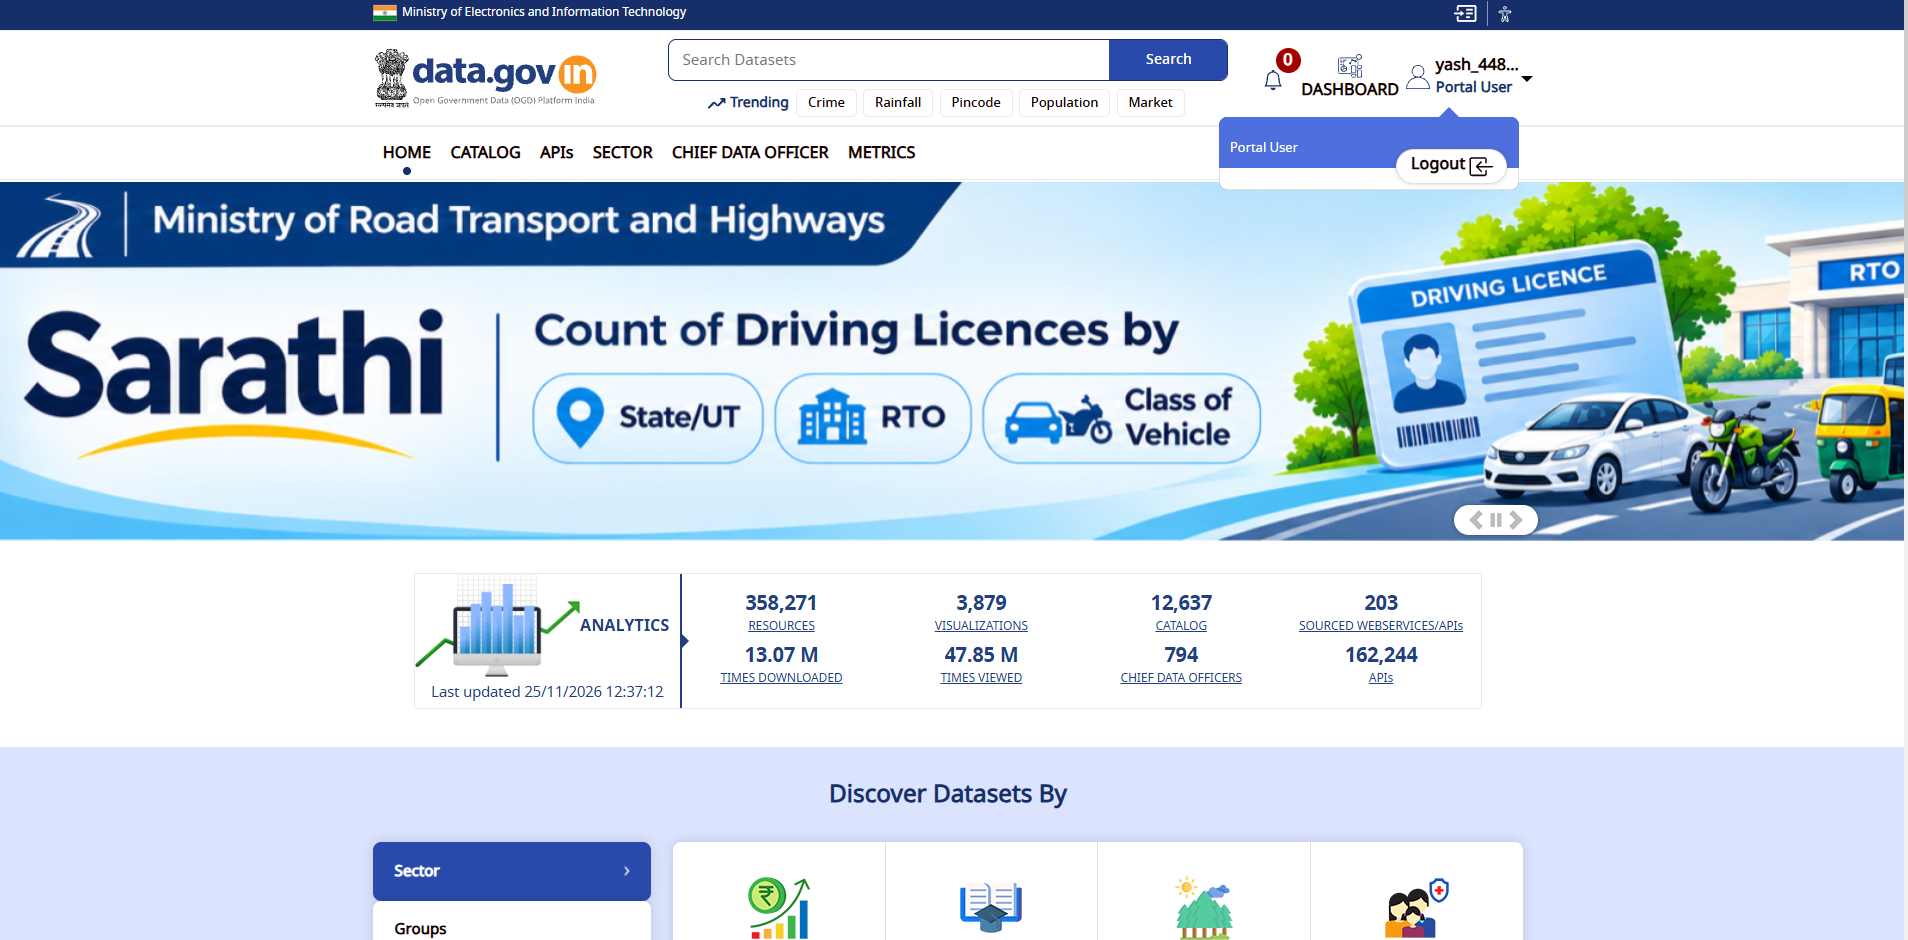 Ministry of Electronics and Information Technology
सत्यमेव जयते
data.gov in
Open Government Data (OGD) Platform India
Search Datasets
Search
Trending
Crime
Rainfall
Pincode
Population
Market
0
DASHBOARD
yash_448...
Portal User
HOME
CATALOG
APIs
SECTOR
CHIEF DATA OFFICER
METRICS
Portal User
Logout
Ministry of Road Transport and Highways
Sarathi
Count of Driving Licences by
State/UT
RTO
Class of
Vehicle
DRIVING LICENCE
RTO
ANALYTICS
Last updated 25/11/2026 12:37:12
358,271
RESOURCES
3,879
VISUALIZATIONS
12,637
CATALOG
203
SOURCED WEBSERVICES/APIs
13.07 M
TIMES DOWNLOADED
47.85 M
TIMES VIEWED
794
CHIEF DATA OFFICERS
162,244
APIs
Discover Datasets By
Sector
Groups
₹